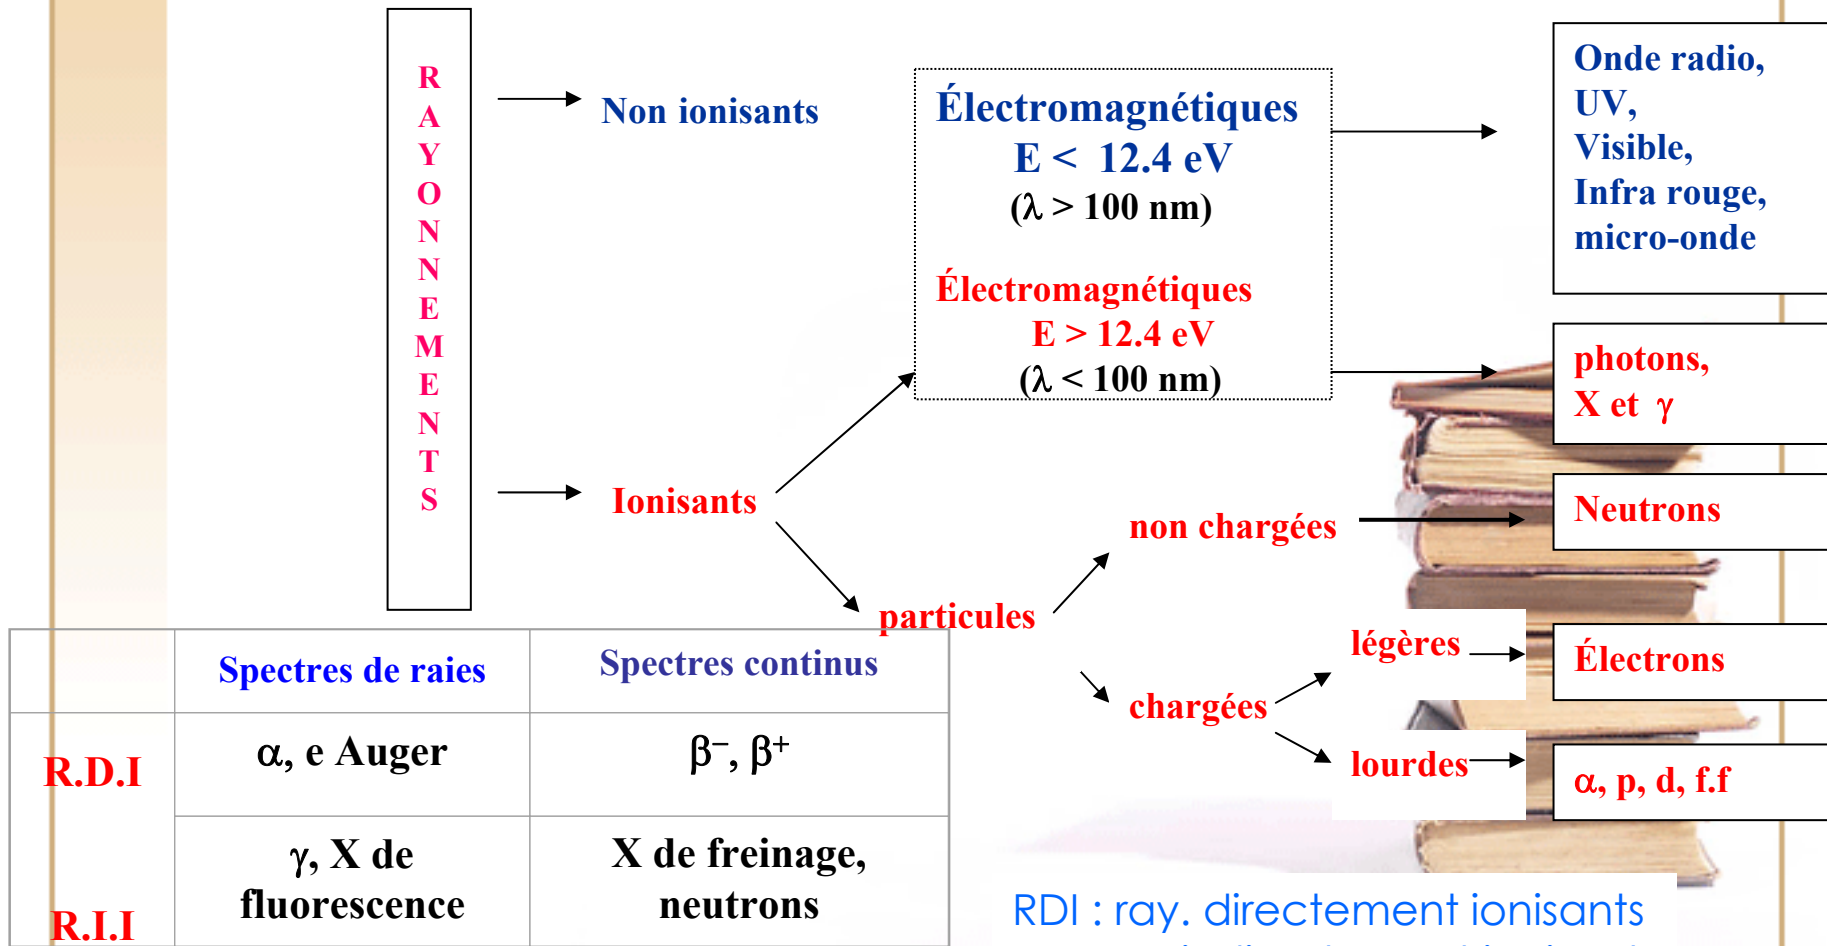 RAYONNEMENTS
Non ionisants
Électromagnétiques
E < 12.4 eV
(λ > 100 nm)
Onde radio,
UV,
Visible,
Infra rouge,
micro-onde
Électromagnétiques
E > 12.4 eV
(λ < 100 nm)
photons,
X et γ
Ionisants
non chargées
Neutrons
particules
légères
Électrons
chargées
lourdes
α, p, d, f.f
Spectres de raies
Spectres continus
R.D.I
α, e Auger
β⁻, β⁺
R.I.I
γ, X de
fluorescence
X de freinage,
neutrons
RDI : ray. directement ionisants